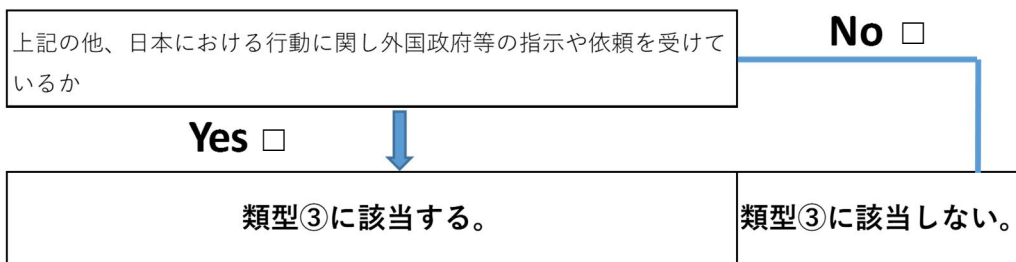 上記の他、日本における行動に関し外国政府等の指示や依頼を受けて
いるか
No □
Yes □
類型③に該当する。
類型③に該当しない。